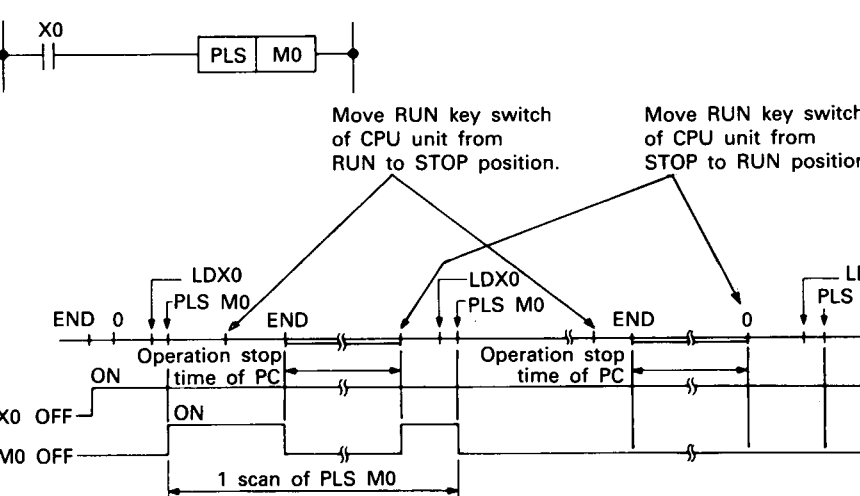 X0
PLS M0
Move RUN key switch
of CPU unit from
RUN to STOP position.
Move RUN key switch
of CPU unit from
STOP to RUN position
LDX0
PLS M0
END 0
END
LDX0
PLS M0
END
0
LD
PLS
Operation stop
time of PC
Operation stop
time of PC
ON
X0 OFF
ON
M0 OFF
1 scan of PLS M0